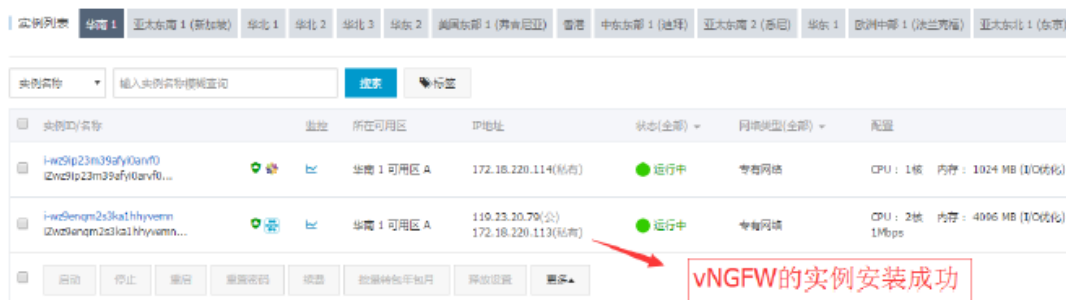 实例列表 华南 1 亚太东南 1 (新加坡) 华北 1 华北 2 华北 3 华东 2 美国东部 1 (弗吉尼亚) 香港 中东东部 1 (迪拜) 亚太东南 2 (悉尼) 华东 1 欧洲中部 1 (法兰克福) 亚太东北 1 (东京)
实例名称 输入实例名称模糊查询 搜索 标签
实例ID/名称 监控 所在可用区 IP地址 状态(全部) 网络类型(全部) 配置
i-wz9lp23m39afyl0arvf0
iZwz9lp23m39afyl0arvf0... 华南 1 可用区 A 172.18.220.114(私有) 运行中 专有网络 CPU： 1核 内存： 1024 MB (I/O优化)
i-wz9enqm2s3ka1hhyvemn 119.23.20.79(公) CPU： 2核 内存： 4096 MB (I/O优化)
iZwz9enqm2s3ka1hhyvemn... 华南 1 可用区 A 172.18.220.113(私有) 运行中 专有网络 1Mbps
启动 停止 重启 重置密码 续费 按量转包年包月 释放设置 更多
vNGFW的实例安装成功